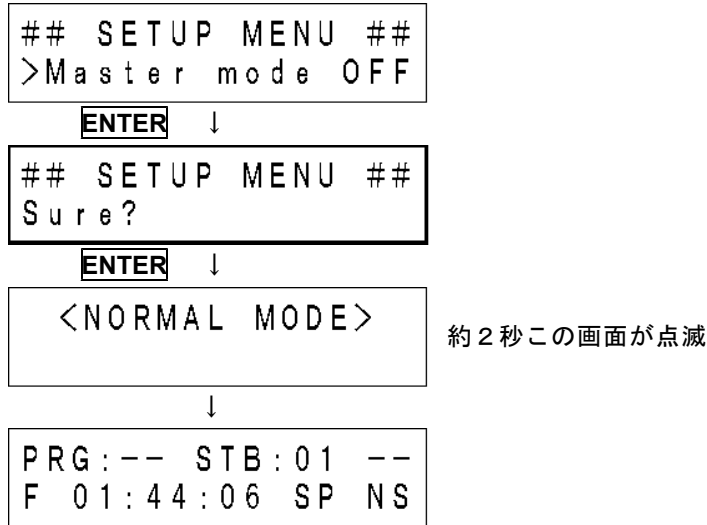 ## SETUP MENU ##
>Master mode OFF
ENTER ↓
## SETUP MENU ##
Sure?
ENTER ↓
<NORMAL MODE>
約２秒この画面が点滅
↓
PRG:-- STB:01 --
F 01:44:06 SP NS